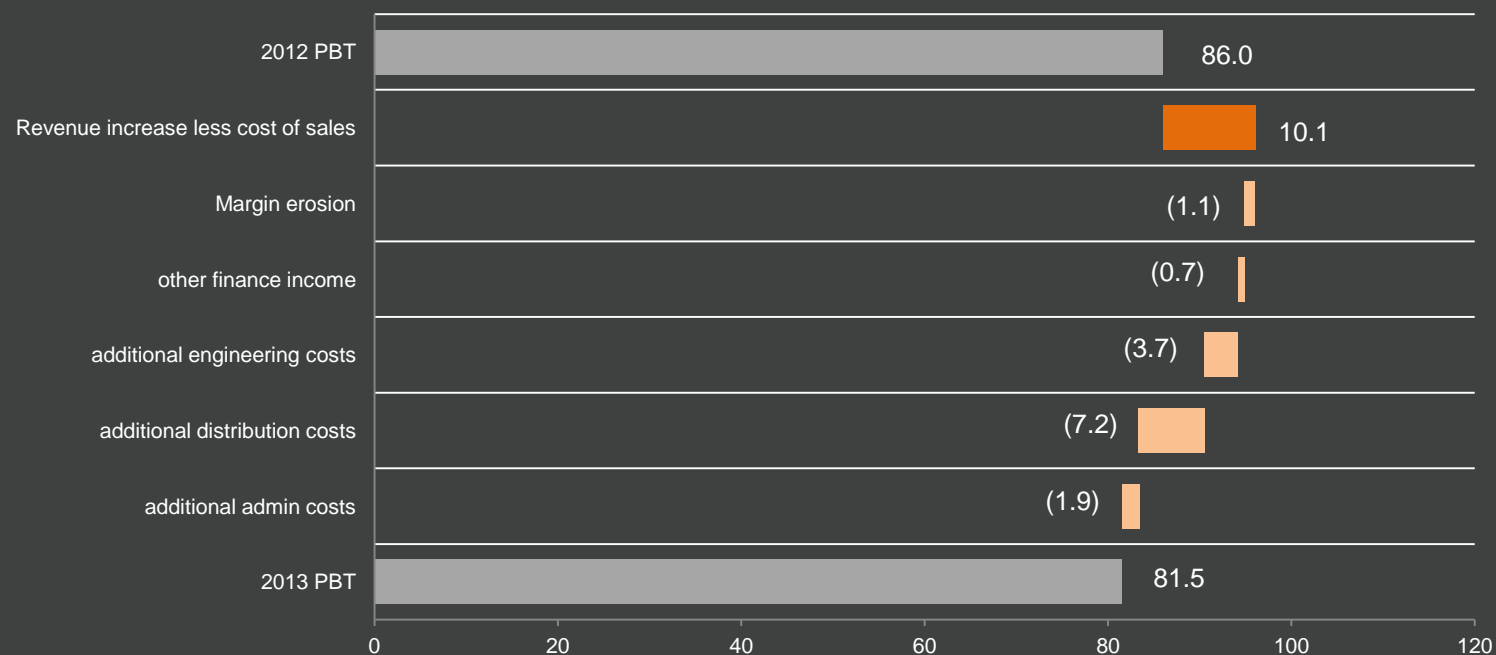 2012 PBT 86.0
Revenue increase less cost of sales 10.1
Margin erosion (1.1)
other finance income (0.7)
additional engineering costs (3.7)
additional distribution costs (7.2)
additional admin costs (1.9)
2013 PBT 81.5
0 20 40 60 80 100 120